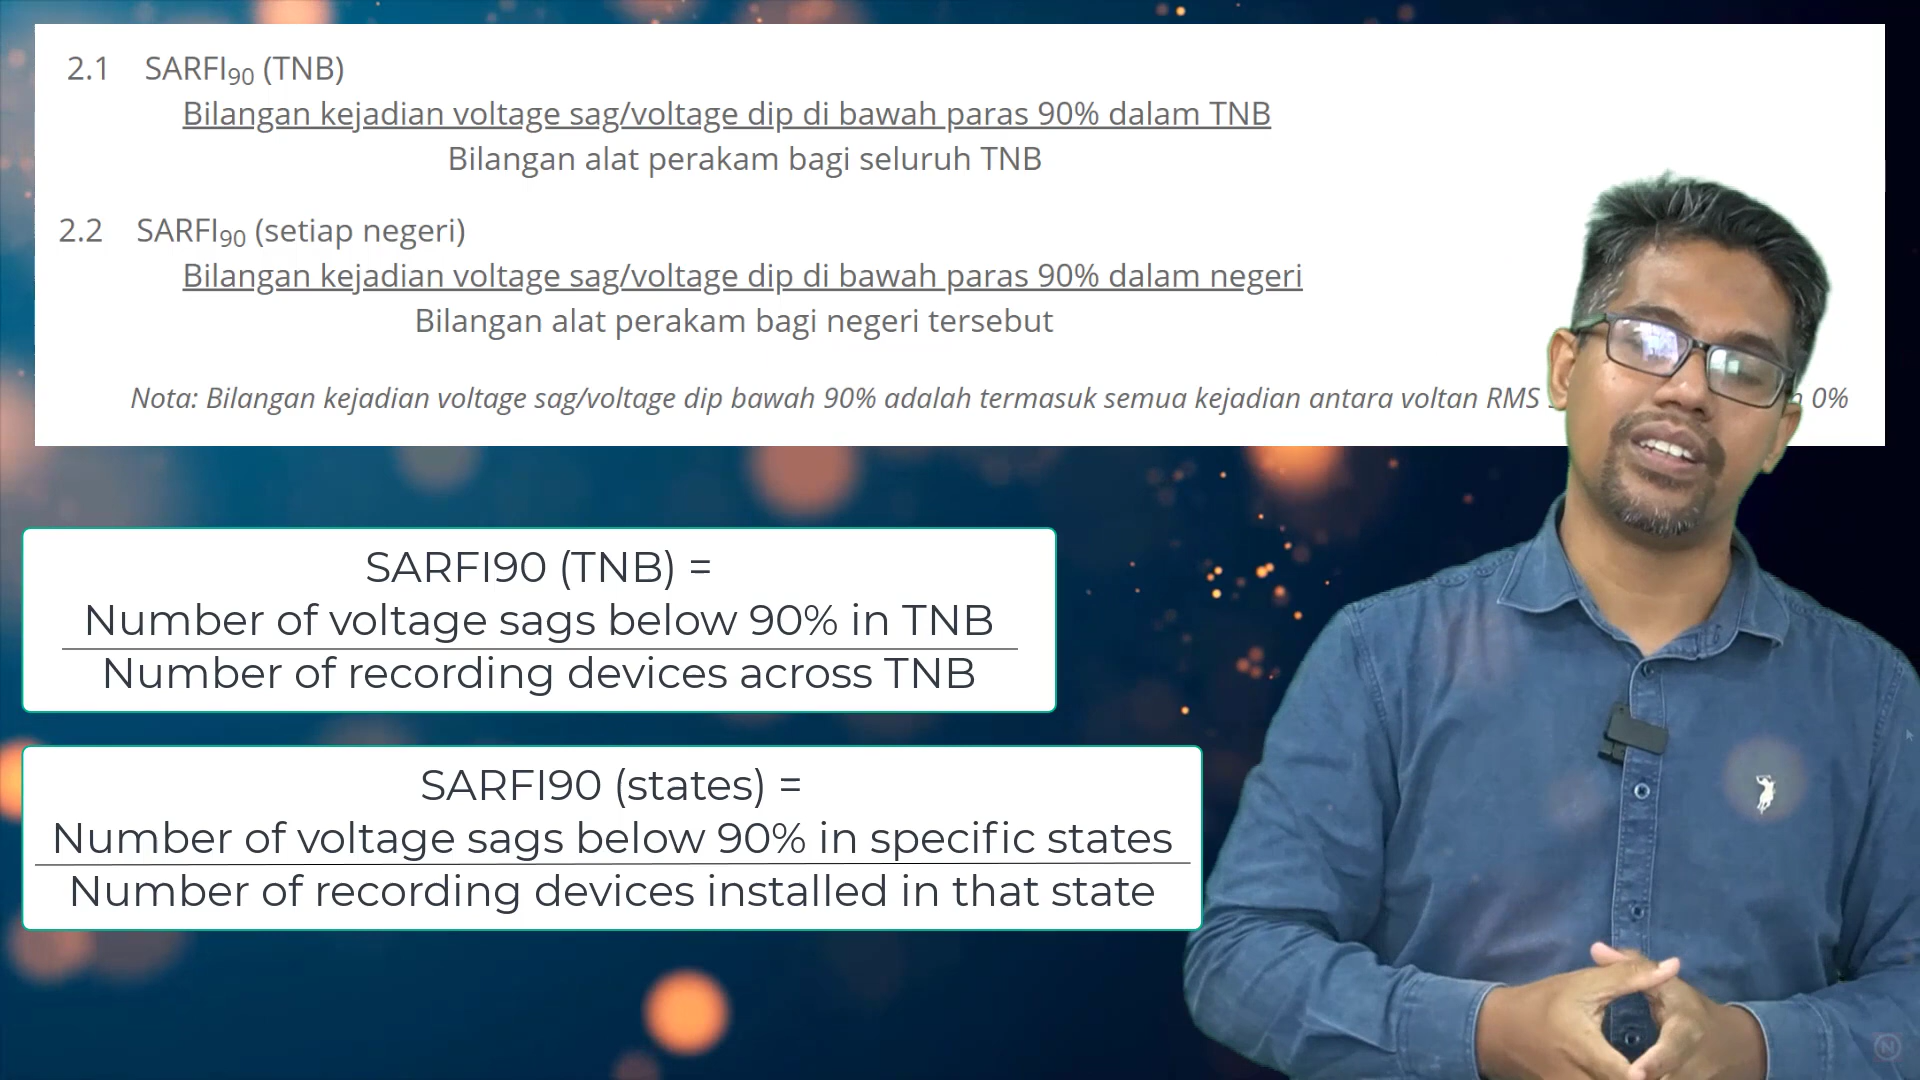 2.1 SARFI90 (TNB)
Bilangan kejadian voltage sag/voltage dip di bawah paras 90% dalam TNB
Bilangan alat perakam bagi seluruh TNB
2.2 SARFI90 (setiap negeri)
Bilangan kejadian voltage sag/voltage dip di bawah paras 90% dalam negeri
Bilangan alat perakam bagi negeri tersebut
Nota: Bilangan kejadian voltage sag/voltage dip bawah 90% adalah termasuk semua kejadian antara voltan RMS 0%
SARFI90 (TNB) =
Number of voltage sags below 90% in TNB
Number of recording devices across TNB
SARFI90 (states) =
Number of voltage sags below 90% in specific states
Number of recording devices installed in that state
N